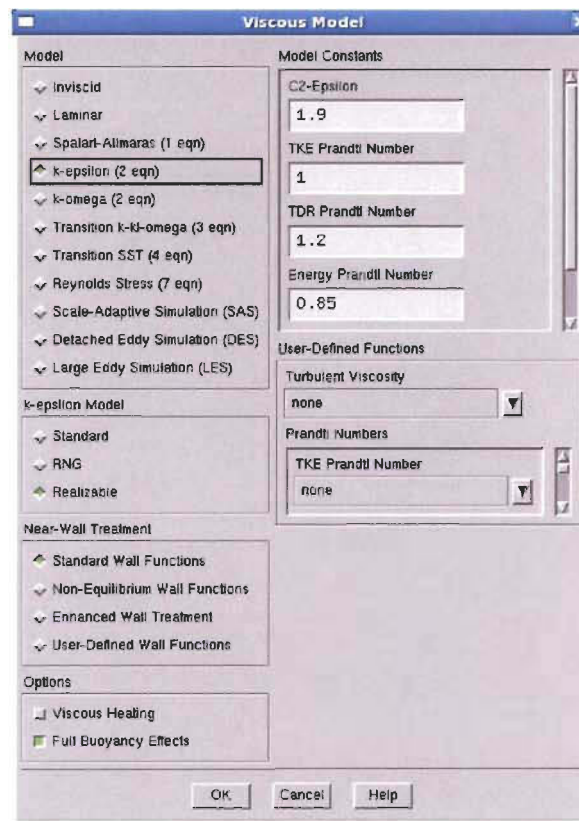 Viscous Model
Model
Inviscid
Laminar
Spalart-Allmaras (1 eqn)
k-epsilon (2 eqn)
k-omega (2 eqn)
Transition k-kl-omega (3 eqn)
Transition SST (4 eqn)
Reynolds Stress (7 eqn)
Scale-Adaptive Simulation (SAS)
Detached Eddy Simulation (DES)
Large Eddy Simulation (LES)
k-epsilon Model
Standard
RNG
Realizable
Near-Wall Treatment
Standard Wall Functions
Non-Equilibrium Wall Functions
Enhanced Wall Treatment
User-Defined Wall Functions
Options
Viscous Heating
Full Buoyancy Effects
Model Constants
C2-Epsilon
1.9
TKE Prandtl Number
1
TDR Prandtl Number
1.2
Energy Prandtl Number
0.85
User-Defined Functions
Turbulent Viscosity
none
Prandtl Numbers
TKE Prandtl Number
none
OK
Cancel
Help